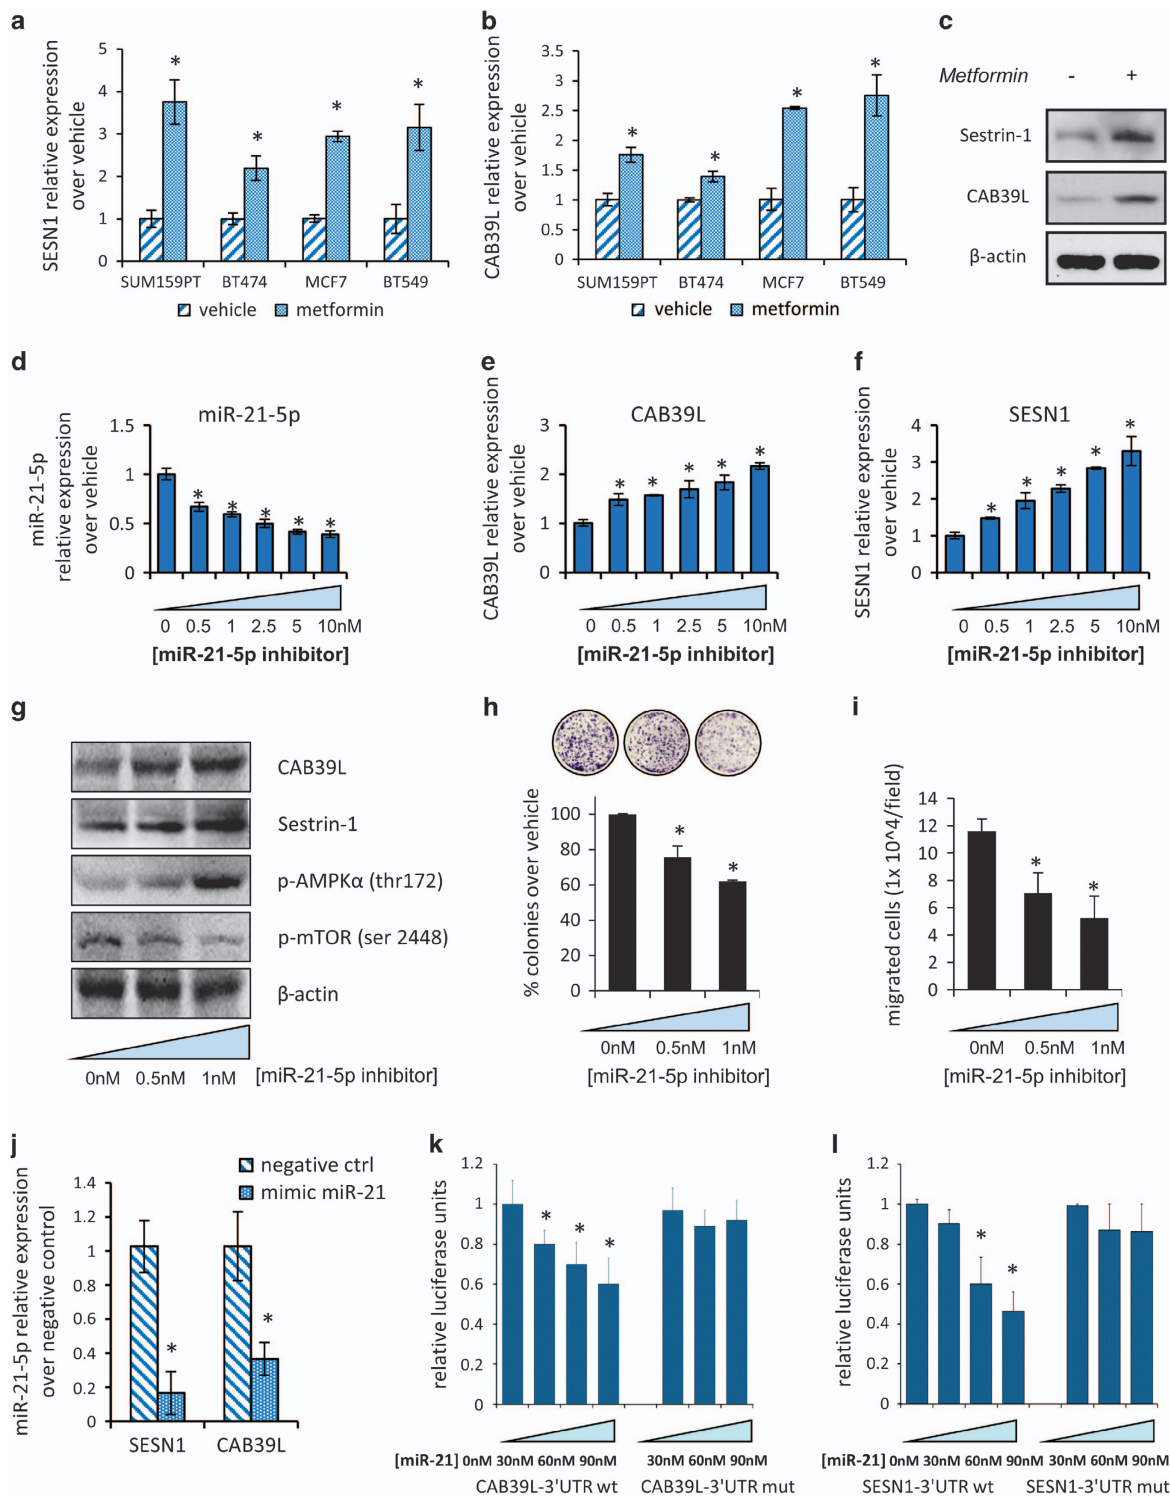 a
SESN1 relative expression
over vehicle
5
4
3
2
1
0
*
*
*
*
SUM159PT BT474 MCF7 BT549
vehicle metformin
b
CAB39L relative expression
over vehicle
3.5
3
2.5
2
1.5
1
0.5
0
*
*
*
*
SUM159PT BT474 MCF7 BT549
vehicle metformin
c
Metformin - +
Sestrin-1
CAB39L
β-actin
d
miR-21-5p
miR-21-5p
relative expression
over vehicle
1.5
1
0.5
0
* * * * *
0 0.5 1 2.5 5 10nM
[miR-21-5p inhibitor]
e
CAB39L
CAB39L relative expression
over vehicle
3
2
1
0
* * * * *
0 0.5 1 2.5 5 10nM
[miR-21-5p inhibitor]
f
SESN1
SESN1 relative expression
over vehicle
4
3
2
1
0
* * * * *
0 0.5 1 2.5 5 10nM
[miR-21-5p inhibitor]
g
CAB39L
Sestrin-1
p-AMPKα (thr172)
p-mTOR (ser 2448)
β-actin
0nM 0.5nM 1nM [miR-21-5p inhibitor]
h
% colonies over vehicle
100
80
60
40
20
0
* *
0nM 0.5nM 1nM
[miR-21-5p inhibitor]
i
migrated cells (1x 10^4/field)
14
12
10
8
6
4
2
0
* *
0nM 0.5nM 1nM
[miR-21-5p inhibitor]
j
miR-21-5p relative expression
over negative control
negative ctrl
mimic miR-21
1.4
1.2
1
0.8
0.6
0.4
0.2
0
* *
SESN1 CAB39L
k
relative luciferase units
1.2
1
0.8
0.6
0.4
0.2
0
* * *
[miR-21] 0nM 30nM 60nM 90nM 30nM 60nM 90nM
CAB39L-3'UTR wt CAB39L-3'UTR mut
l
relative luciferase units
1.2
1
0.8
0.6
0.4
0.2
0
* *
[miR-21] 0nM 30nM 60nM 90nM 30nM 60nM 90nM
SESN1-3'UTR wt SESN1-3'UTR mut